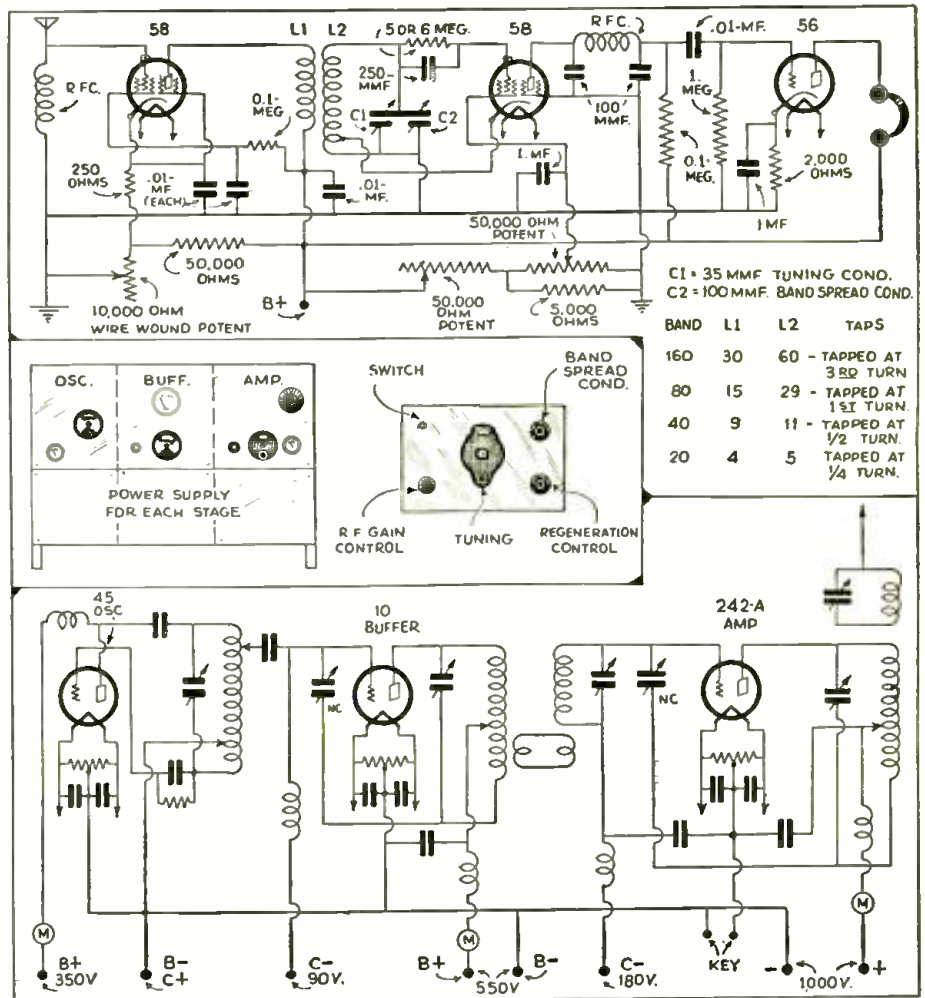 58
L1 L2
.5 OR 6 MEG.
58
R.F.C.
.01-MF.
56
R.F.C.
0.1-
MEG.
250-
MMF
C1
C2
100
MMF.
1.
MEG.
0.1-
MEG.
250
OHMS
.01-
MF
(EACH)
.01-
MF.
1. MF
2,000
OHMS
1 MF
50,000
OHMS
50,000 OHM
POTENT
10,000 OHM
WIRE WOUND POTENT
B+
50,000
OHM
POTENT
5,000
OHMS
C1 = 35 MMF TUNING COND.
C2 = 100 MMF. BAND SPREAD COND.
BAND L1 L2 TAPS
160 30 60 - TAPPED AT
3 RD TURN
80 15 29 - TAPPED AT
1 ST TURN.
40 9 11 - TAPPED AT
1/2 TURN.
20 4 5 TAPPED AT
1/4 TURN.
OSC. BUFF. AMP.
POWER SUPPLY
FOR EACH STAGE
SWITCH
BAND
SPREAD
COND.
R F GAIN
CONTROL
TUNING
REGENERATION
CONTROL
45
OSC
10
BUFFER
242-A
AMP
NC
NC
M
M
M
B+
350V.
B-
C+
C-
90V.
B+
550V.
B-
C-
180V.
KEY
- 1,000V. +